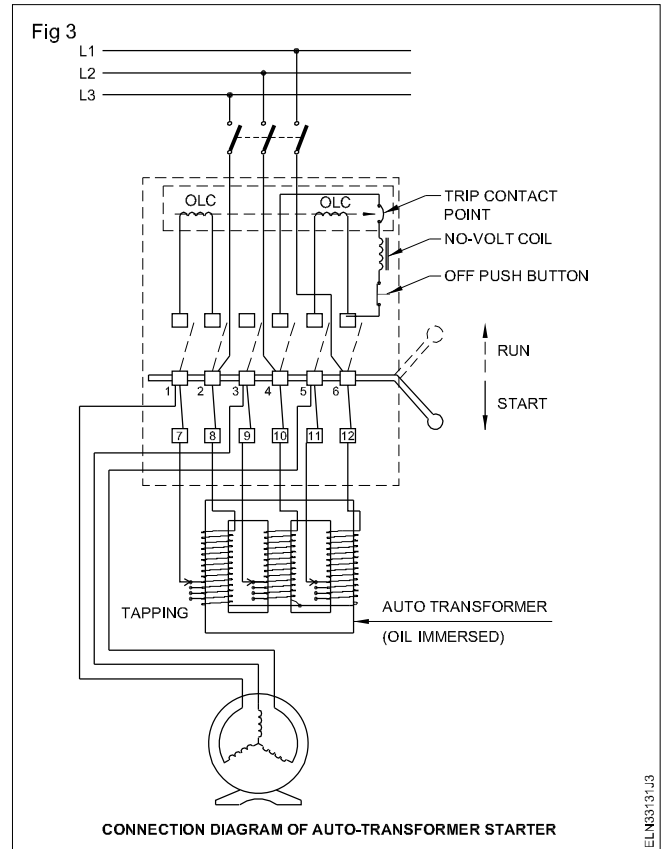 Fig 3
L1
L2
L3
OLC OLC
TRIP CONTACT
POINT
NO-VOLT COIL
OFF PUSH BUTTON
RUN
START
1 2 3 4 5 6
7 8 9 10 11 12
TAPPING
AUTO TRANSFORMER
(OIL IMMERSED)
CONNECTION DIAGRAM OF AUTO-TRANSFORMER STARTER
ELN33131J3